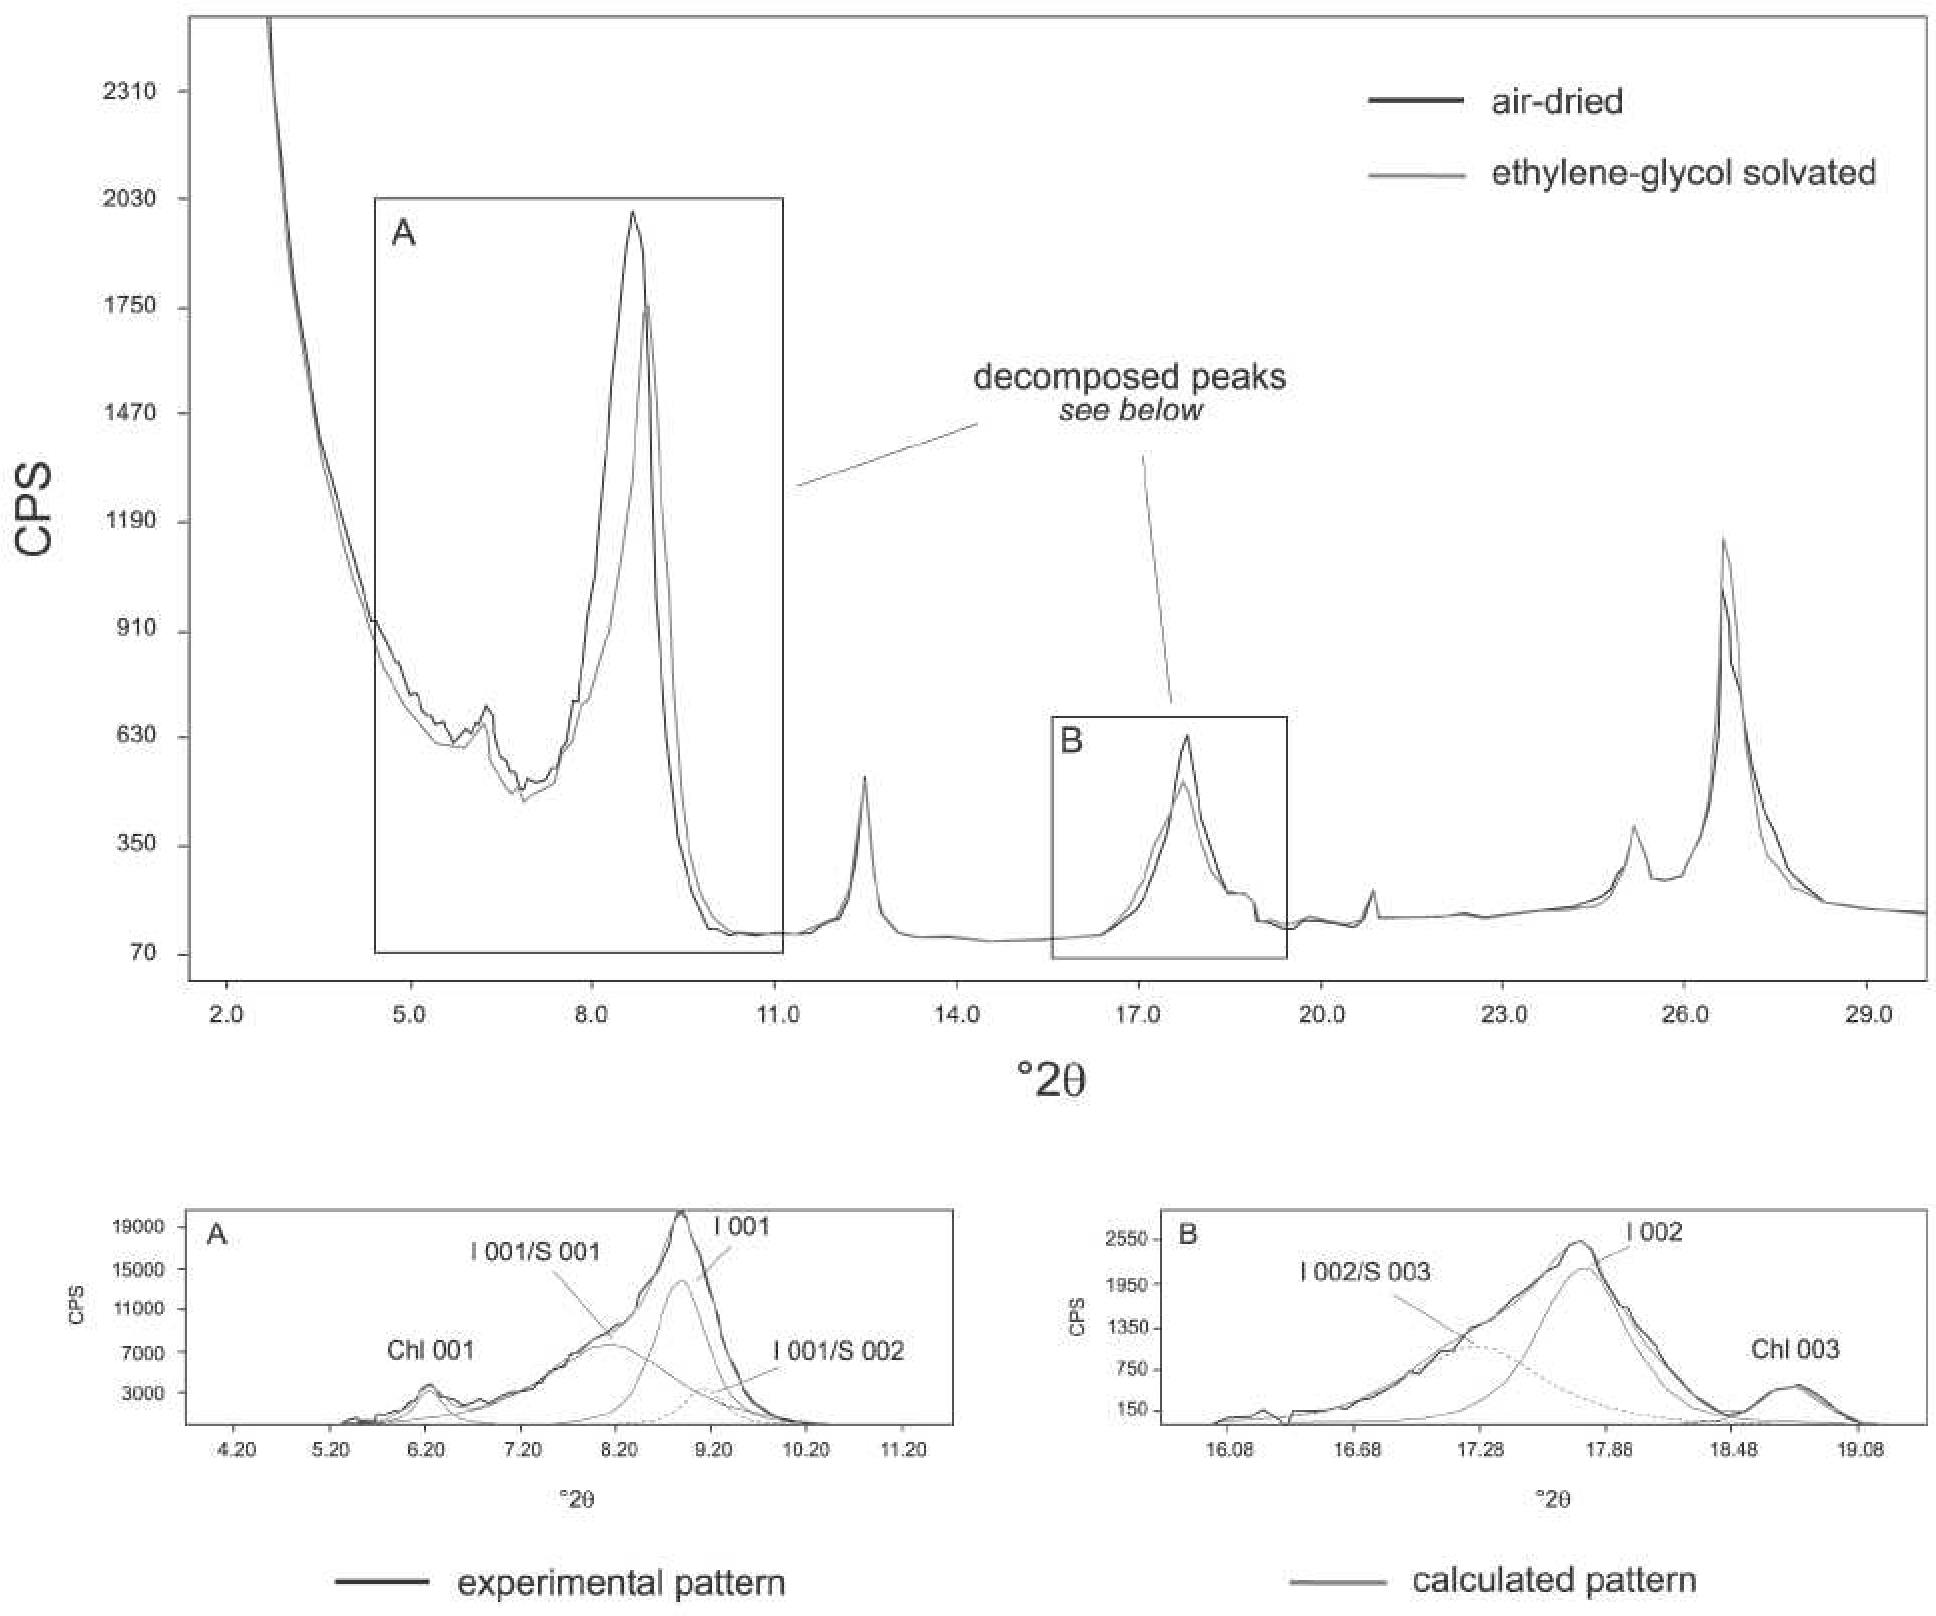 2310
2030
1750
1470
1190
910
630
350
70
CPS
air-dried
ethylene-glycol solvated
A
decomposed peaks
see below
B
2.0 5.0 8.0 11.0 14.0 17.0 20.0 23.0 26.0 29.0
°2θ
A
19000
15000
11000
7000
3000
CPS
I 001
I 001/S 001
Chl 001
I 001/S 002
4.20 5.20 6.20 7.20 8.20 9.20 10.20 11.20
°2θ
B
2550
1950
1350
750
150
CPS
I 002
I 002/S 003
Chl 003
16.08 16.68 17.28 17.88 18.48 19.08
°2θ
experimental pattern
calculated pattern